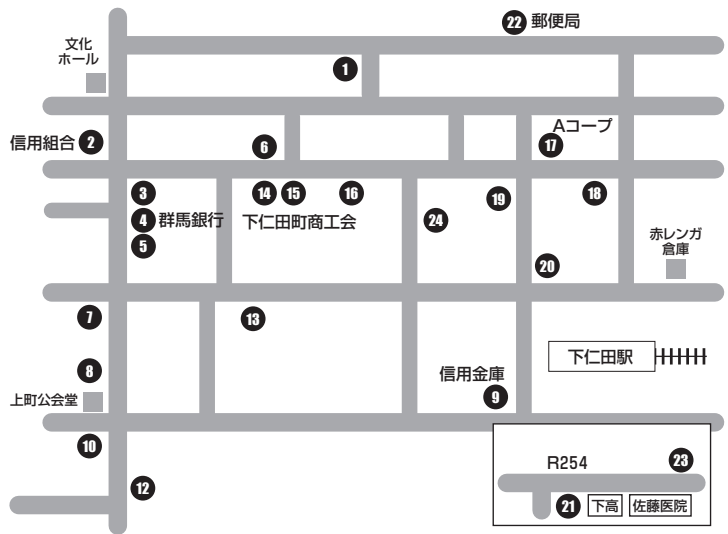 22 郵便局
文化
ホール
1
信用組合 2
6
Aコープ
17
3
14 15 16
19
18
4 群馬銀行
下仁田町商工会
24
5
赤レンガ
倉庫
20
7
13
下仁田駅
8
信用金庫
上町公会堂
9
10
R254
23
12
21 下高 佐藤医院